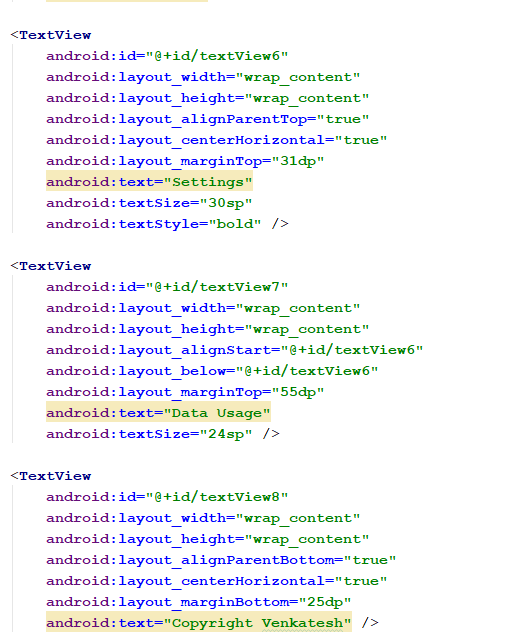 <TextView
android:id="@+id/textView6"
android:layout_width="wrap_content"
android:layout_height="wrap_content"
android:layout_alignParentTop="true"
android:layout_centerHorizontal="true"
android:layout_marginTop="31dp"
android:text="Settings"
android:textSize="30sp"
android:textStyle="bold" />
<TextView
android:id="@+id/textView7"
android:layout_width="wrap_content"
android:layout_height="wrap_content"
android:layout_alignStart="@+id/textView6"
android:layout_below="@+id/textView6"
android:layout_marginTop="55dp"
android:text="Data Usage"
android:textSize="24sp" />
<TextView
android:id="@+id/textView8"
android:layout_width="wrap_content"
android:layout_height="wrap_content"
android:layout_alignParentBottom="true"
android:layout_centerHorizontal="true"
android:layout_marginBottom="25dp"
android:text="Copyright Venkatesh" />